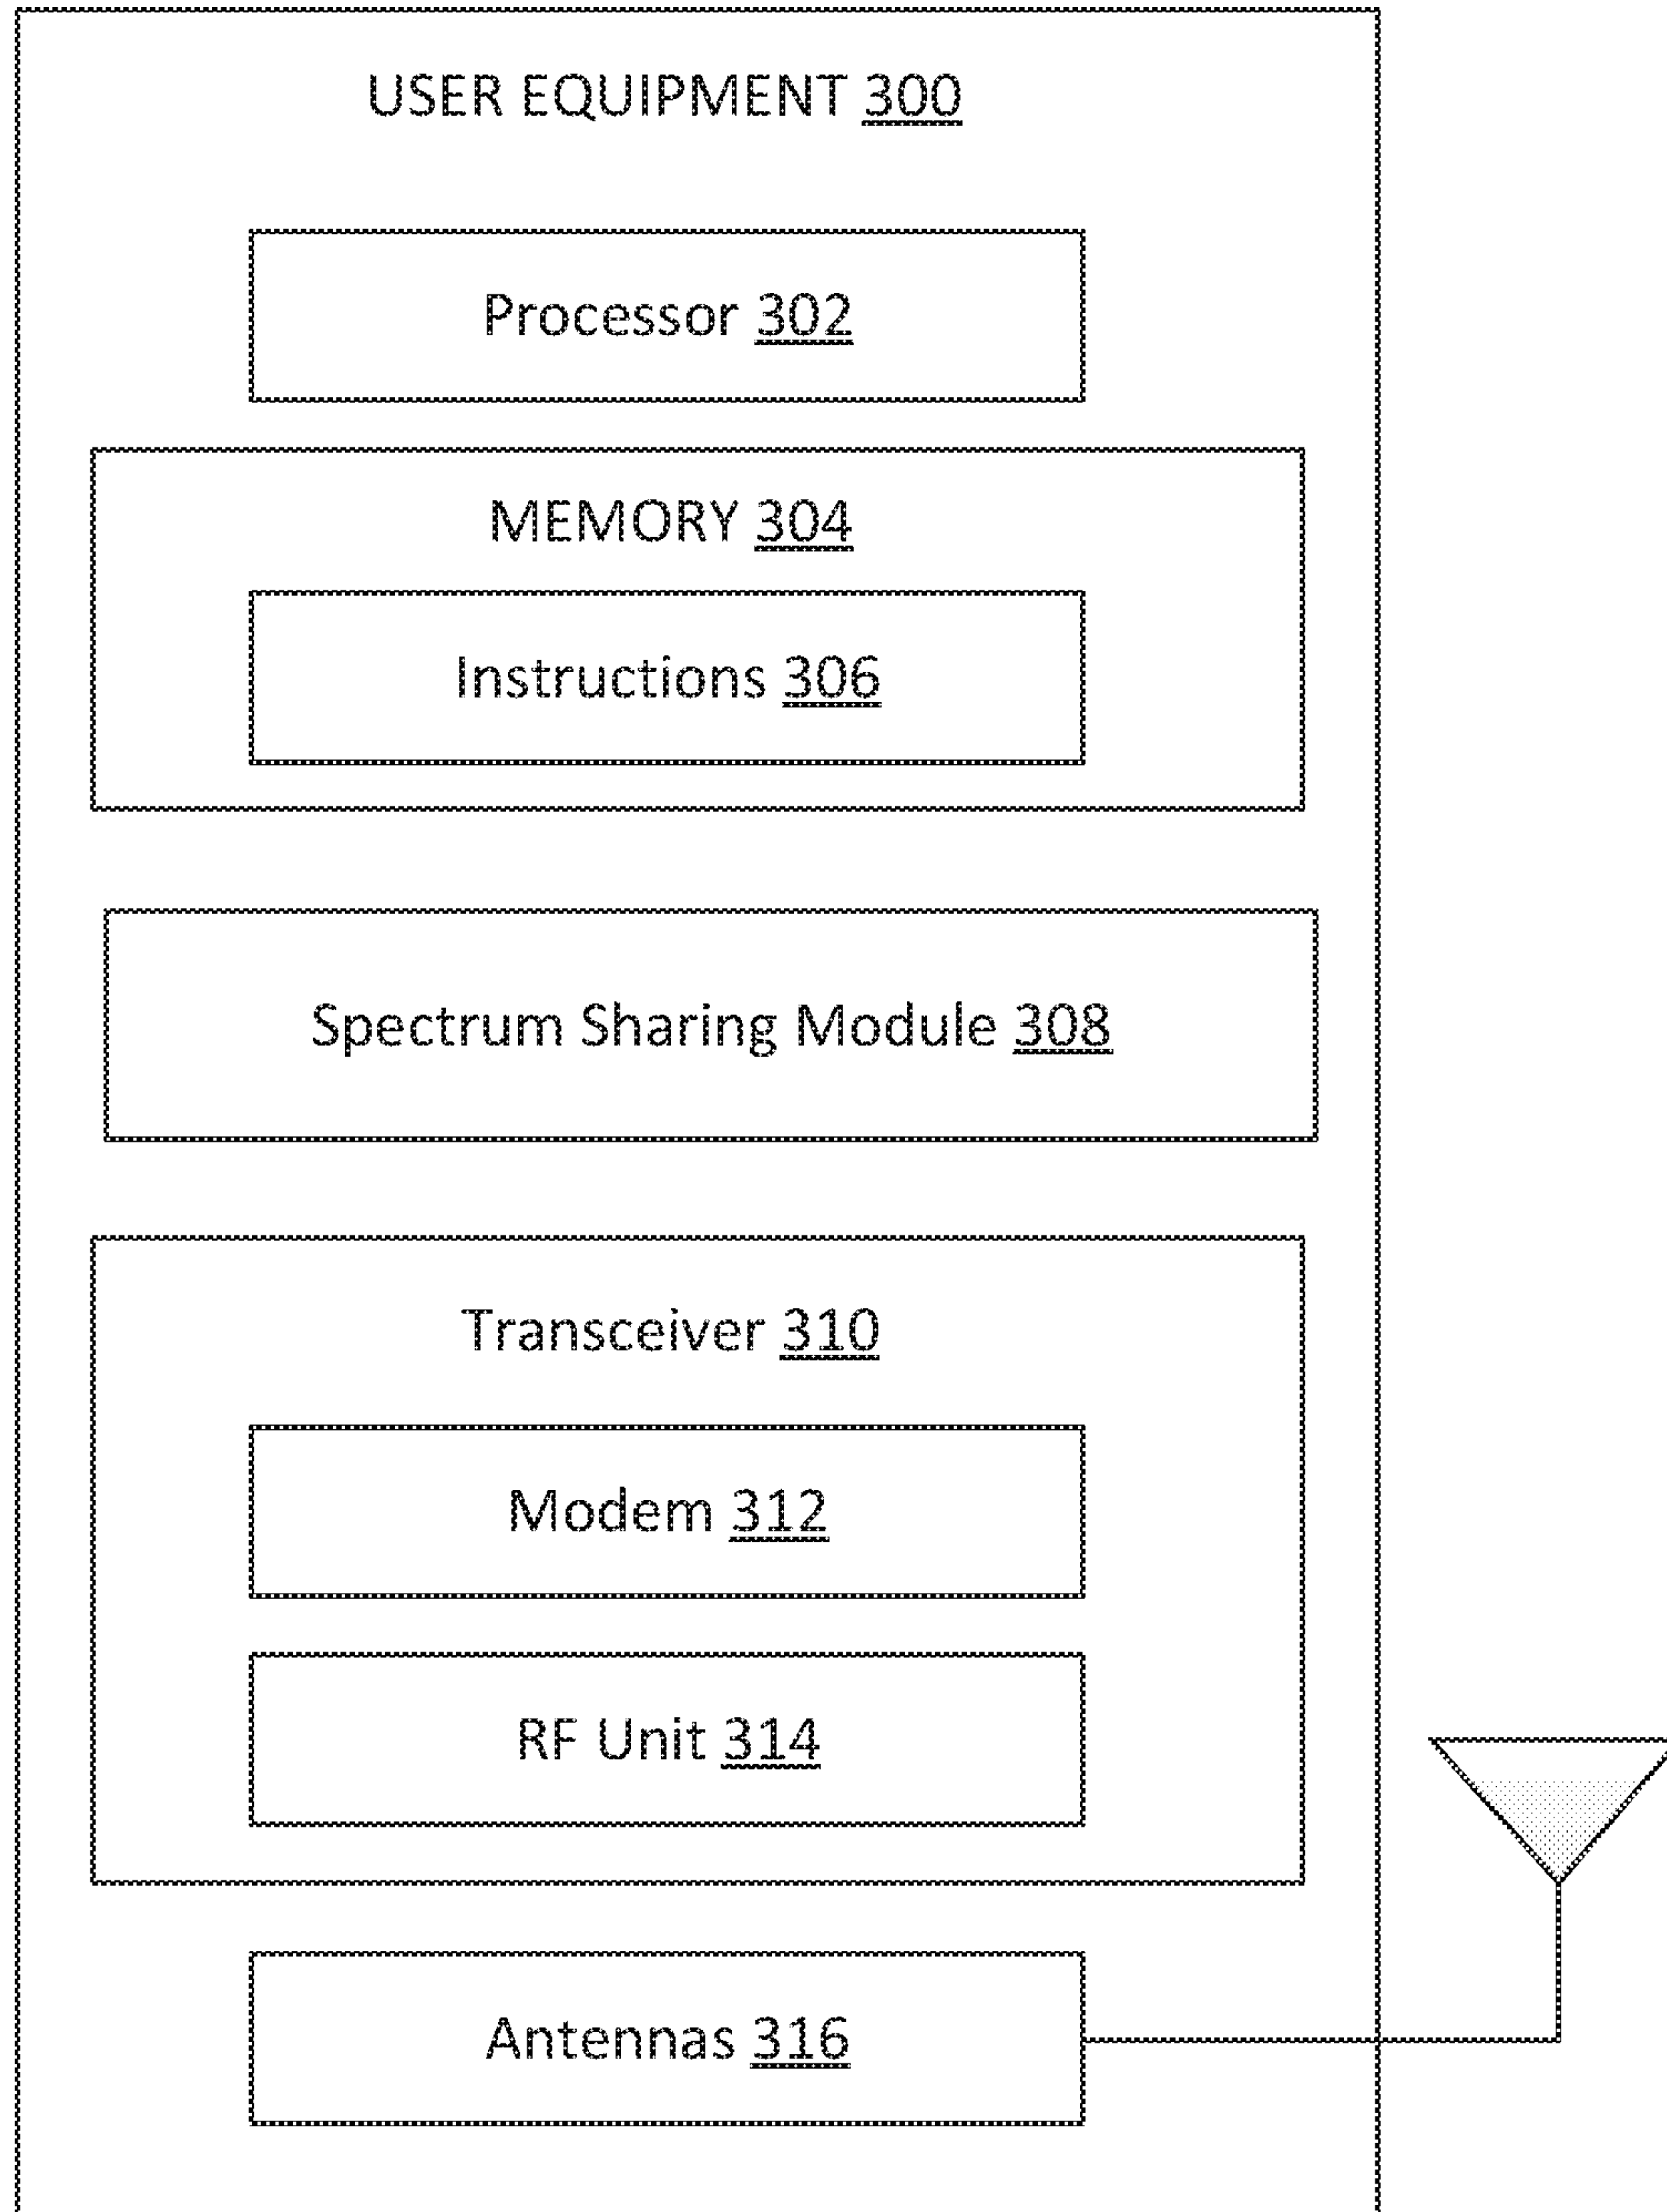 USER EQUIPMENT 300
Processor 302
MEMORY 304
Instructions 306
Spectrum Sharing Module 308
Transceiver 310
Modem 312
RF Unit 314
Antennas 316